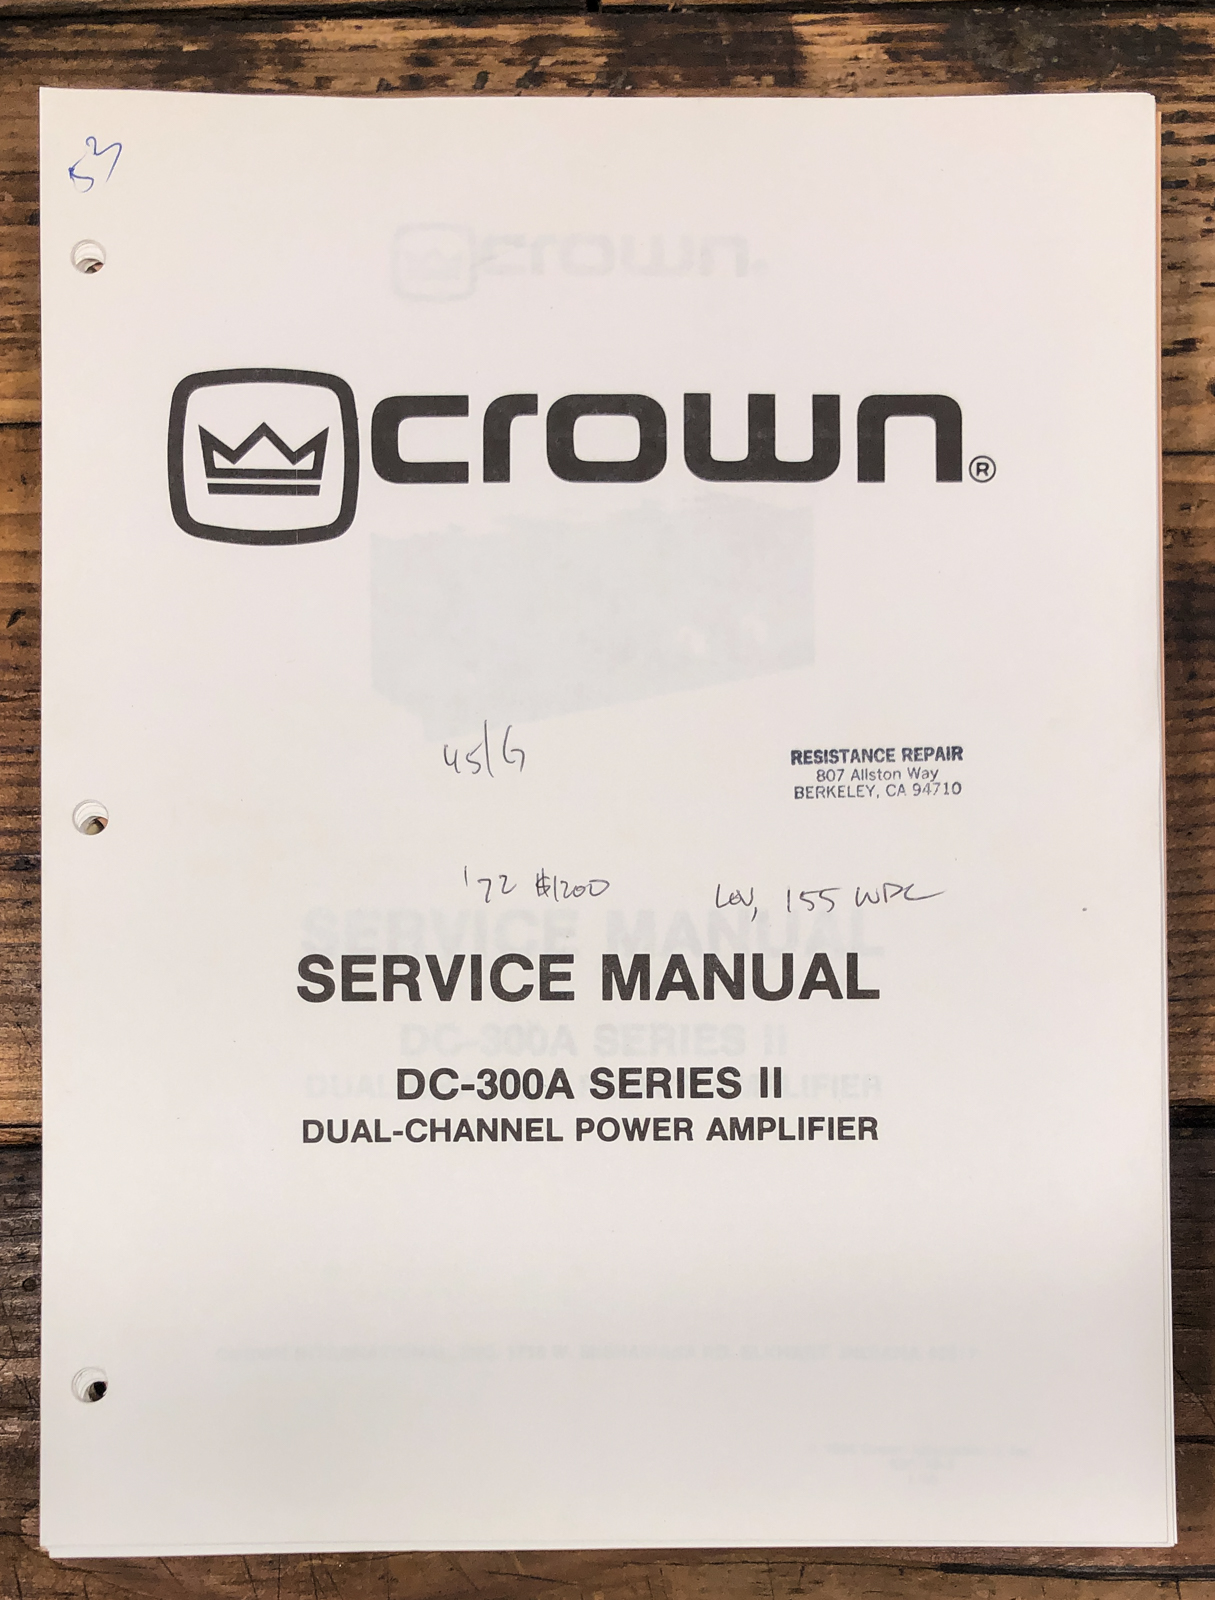 crown®
45/G
RESISTANCE REPAIR
807 Allston Way
BERKELEY, CA 94710
'72 $1200 155 WPC
SERVICE MANUAL
DC-300A SERIES II
DUAL-CHANNEL POWER AMPLIFIER